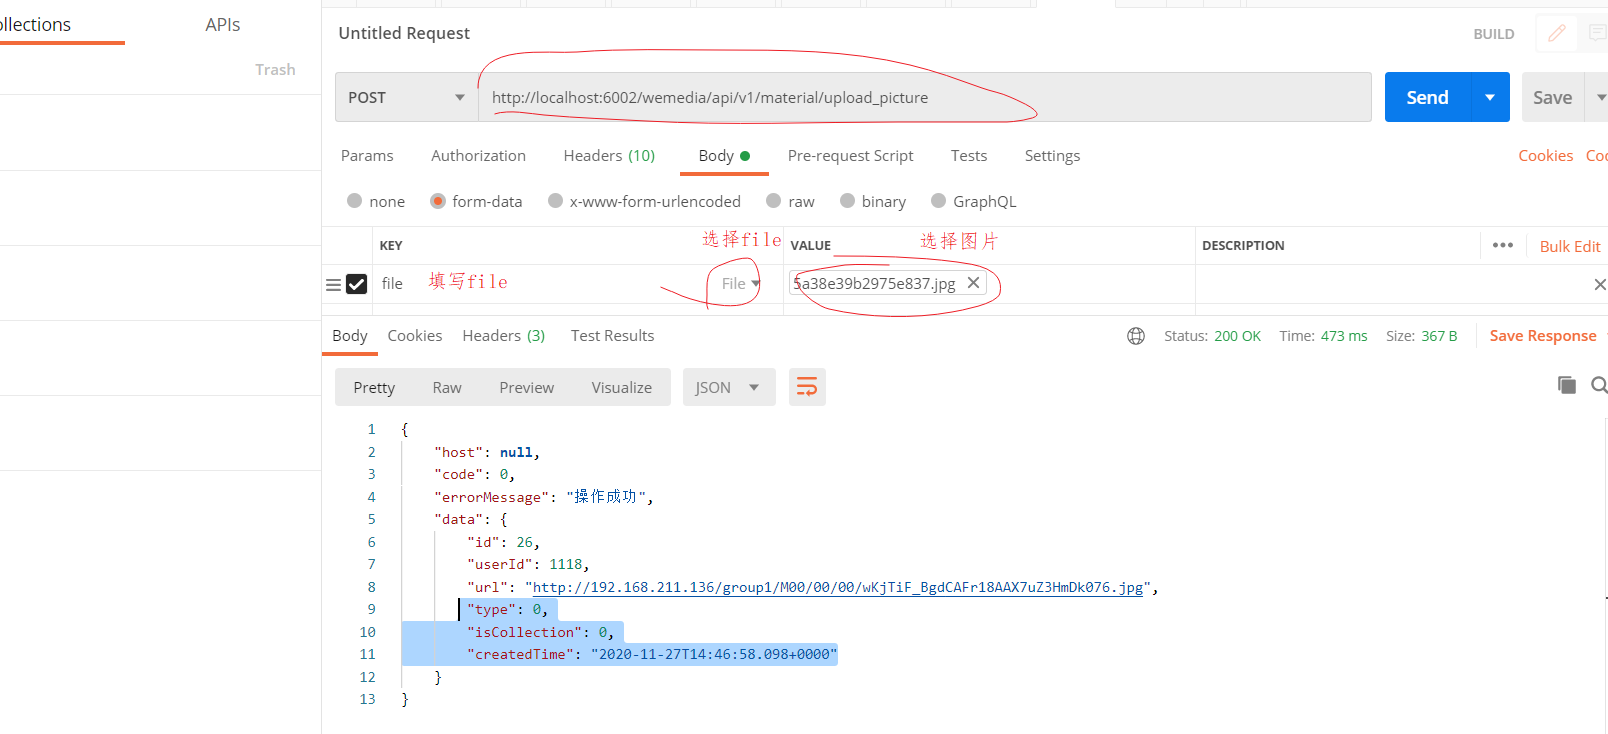 ollections APIs
Trash
Untitled Request BUILD
POST http://localhost:6002/wemedia/api/v1/material/upload_picture Send Save
Params Authorization Headers (10) Body Pre-request Script Tests Settings Cookies Coc
none form-data x-www-form-urlencoded raw binary GraphQL
选择file 选择图片
KEY VALUE DESCRIPTION ••• Bulk Edit
file 填写file File 5a38e39b2975e837.jpg
Body Cookies Headers (3) Test Results Status: 200 OK Time: 473 ms Size: 367 B Save Response
Pretty Raw Preview Visualize JSON
1 {
2 "host": null,
3 "code": 0,
4 "errorMessage": "操作成功",
5 "data": {
6 "id": 26,
7 "userId": 1118,
8 "url": "http://192.168.211.136/group1/M00/00/00/wKjTiF_BgdCAFr18AAX7uZ3HmDk076.jpg",
9 "type": 0,
10 "isCollection": 0,
11 "createdTime": "2020-11-27T14:46:58.098+0000"
12 }
13 }